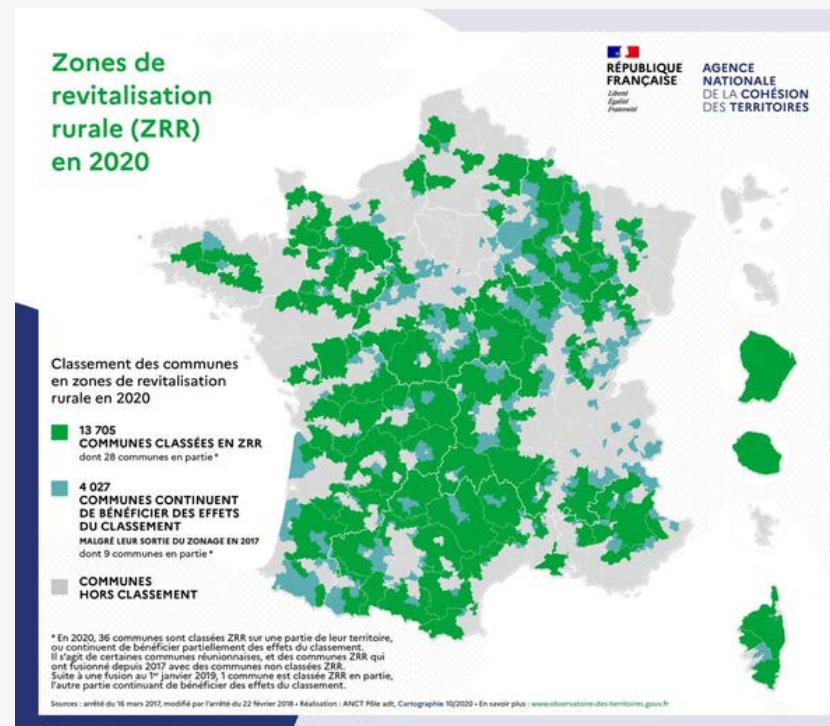 Zones de
revitalisation
rurale (ZRR)
en 2020
RÉPUBLIQUE
FRANÇAISE
Liberté
Égalité
Fraternité
AGENCE
NATIONALE
DE LA COHÉSION
DES TERRITOIRES
Classement des communes
en zones de revitalisation
rurale en 2020
13 705
COMMUNES CLASSÉES EN ZRR
dont 28 communes en partie*
4 027
COMMUNES CONTINUENT
DE BÉNÉFICIER DES EFFETS
DU CLASSEMENT
MALGRÉ LEUR SORTIE DU ZONAGE EN 2017
dont 9 communes en partie*
COMMUNES
HORS CLASSEMENT
* En 2020, 36 communes sont classées ZRR sur une partie de leur territoire,
ou continuent de bénéficier partiellement des effets du classement.
Il s'agit de certaines communes réunionnaises, et des communes ZRR qui
ont fusionné depuis 2017 avec des communes non classées ZRR.
Suite à une fusion au 1er janvier 2019, 1 commune est classée ZRR en partie,
l'autre partie continuant de bénéficier des effets du classement.
Sources : arrêté du 16 mars 2017, modifié par l'arrêté du 22 février 2018 • Réalisation : ANCT Pôle adt, Cartographie 10/2020 • En savoir plus : www.observatoire-des-territoires.gouv.fr